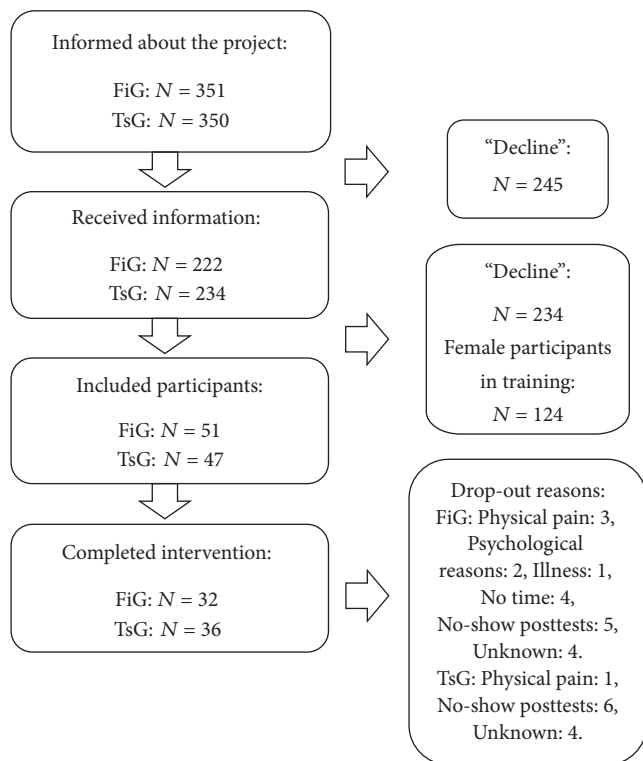 Informed about the project:
FiG: N = 351
TsG: N = 350
“Decline”:
N = 245
Received information:
FiG: N = 222
TsG: N = 234
“Decline”:
N = 234
Female participants
in training:
N = 124
Included participants:
FiG: N = 51
TsG: N = 47
Completed intervention:
FiG: N = 32
TsG: N = 36
Drop-out reasons:
FiG: Physical pain: 3,
Psychological
reasons: 2, Illness: 1,
No time: 4,
No-show posttests: 5,
Unknown: 4.
TsG: Physical pain: 1,
No-show posttests: 6,
Unknown: 4.